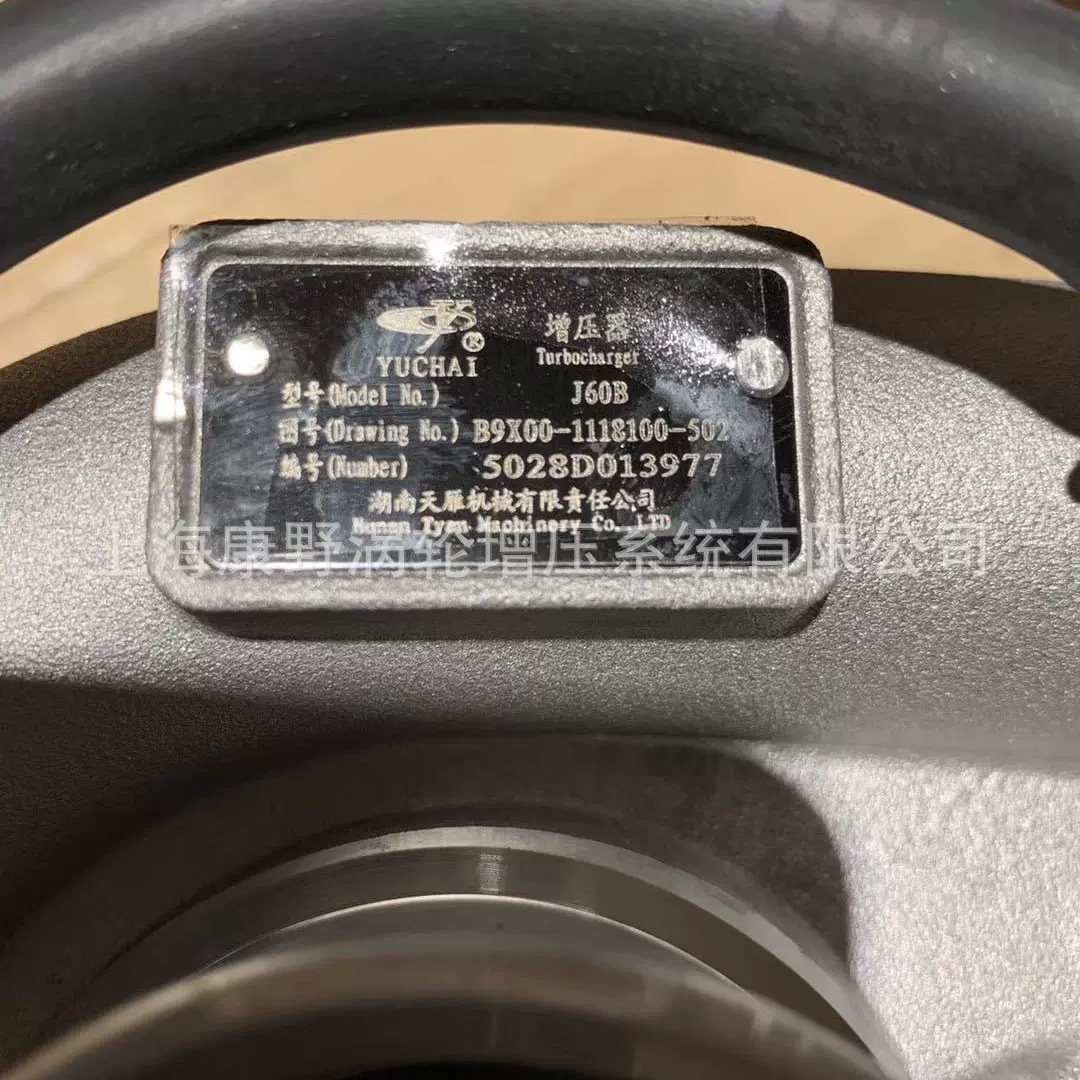 增压器
YUCHAI®
Turbocharger
型号(Model No.) J60B
图号(Drawing No.) B9X00-1118100-502
编号(Number) 5028D013977
湖南天雁机械有限责任公司
Hunan Tyen Machinery Co.,LTD
上海康野涡轮增压系统有限公司